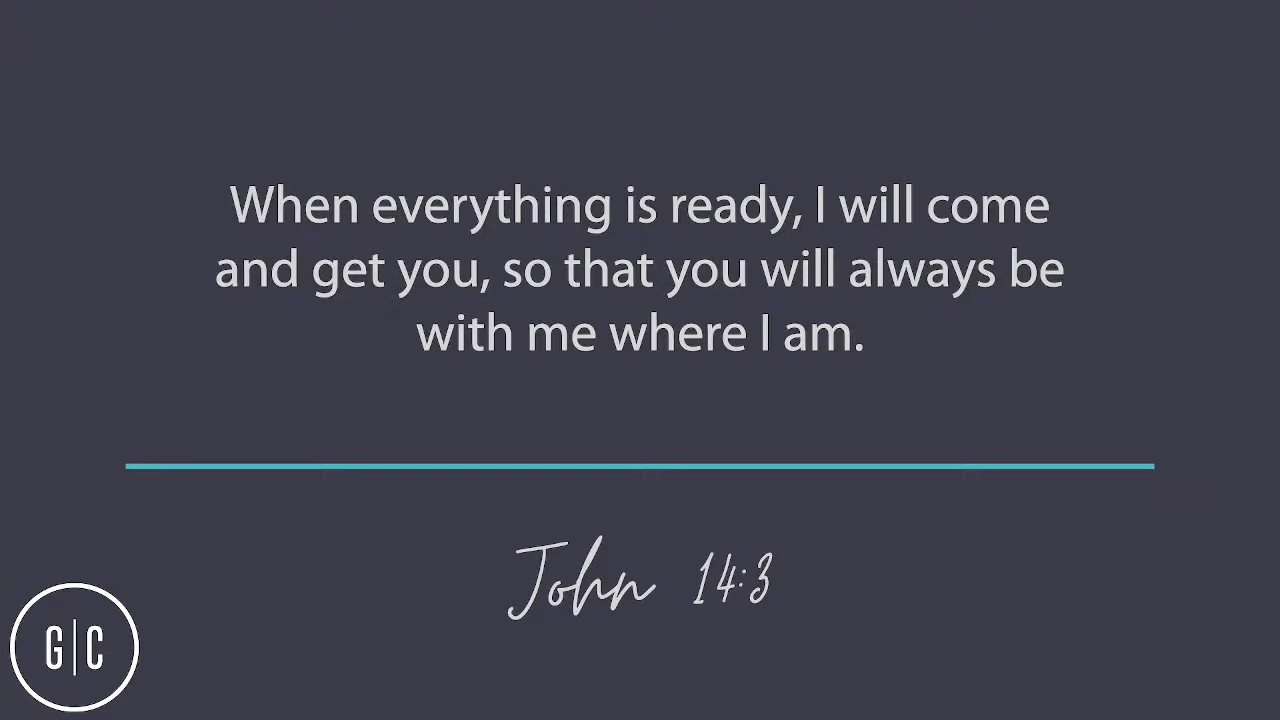 When everything is ready, I will come
and get you, so that you will always be
with me where I am.
John 14:3
G|C